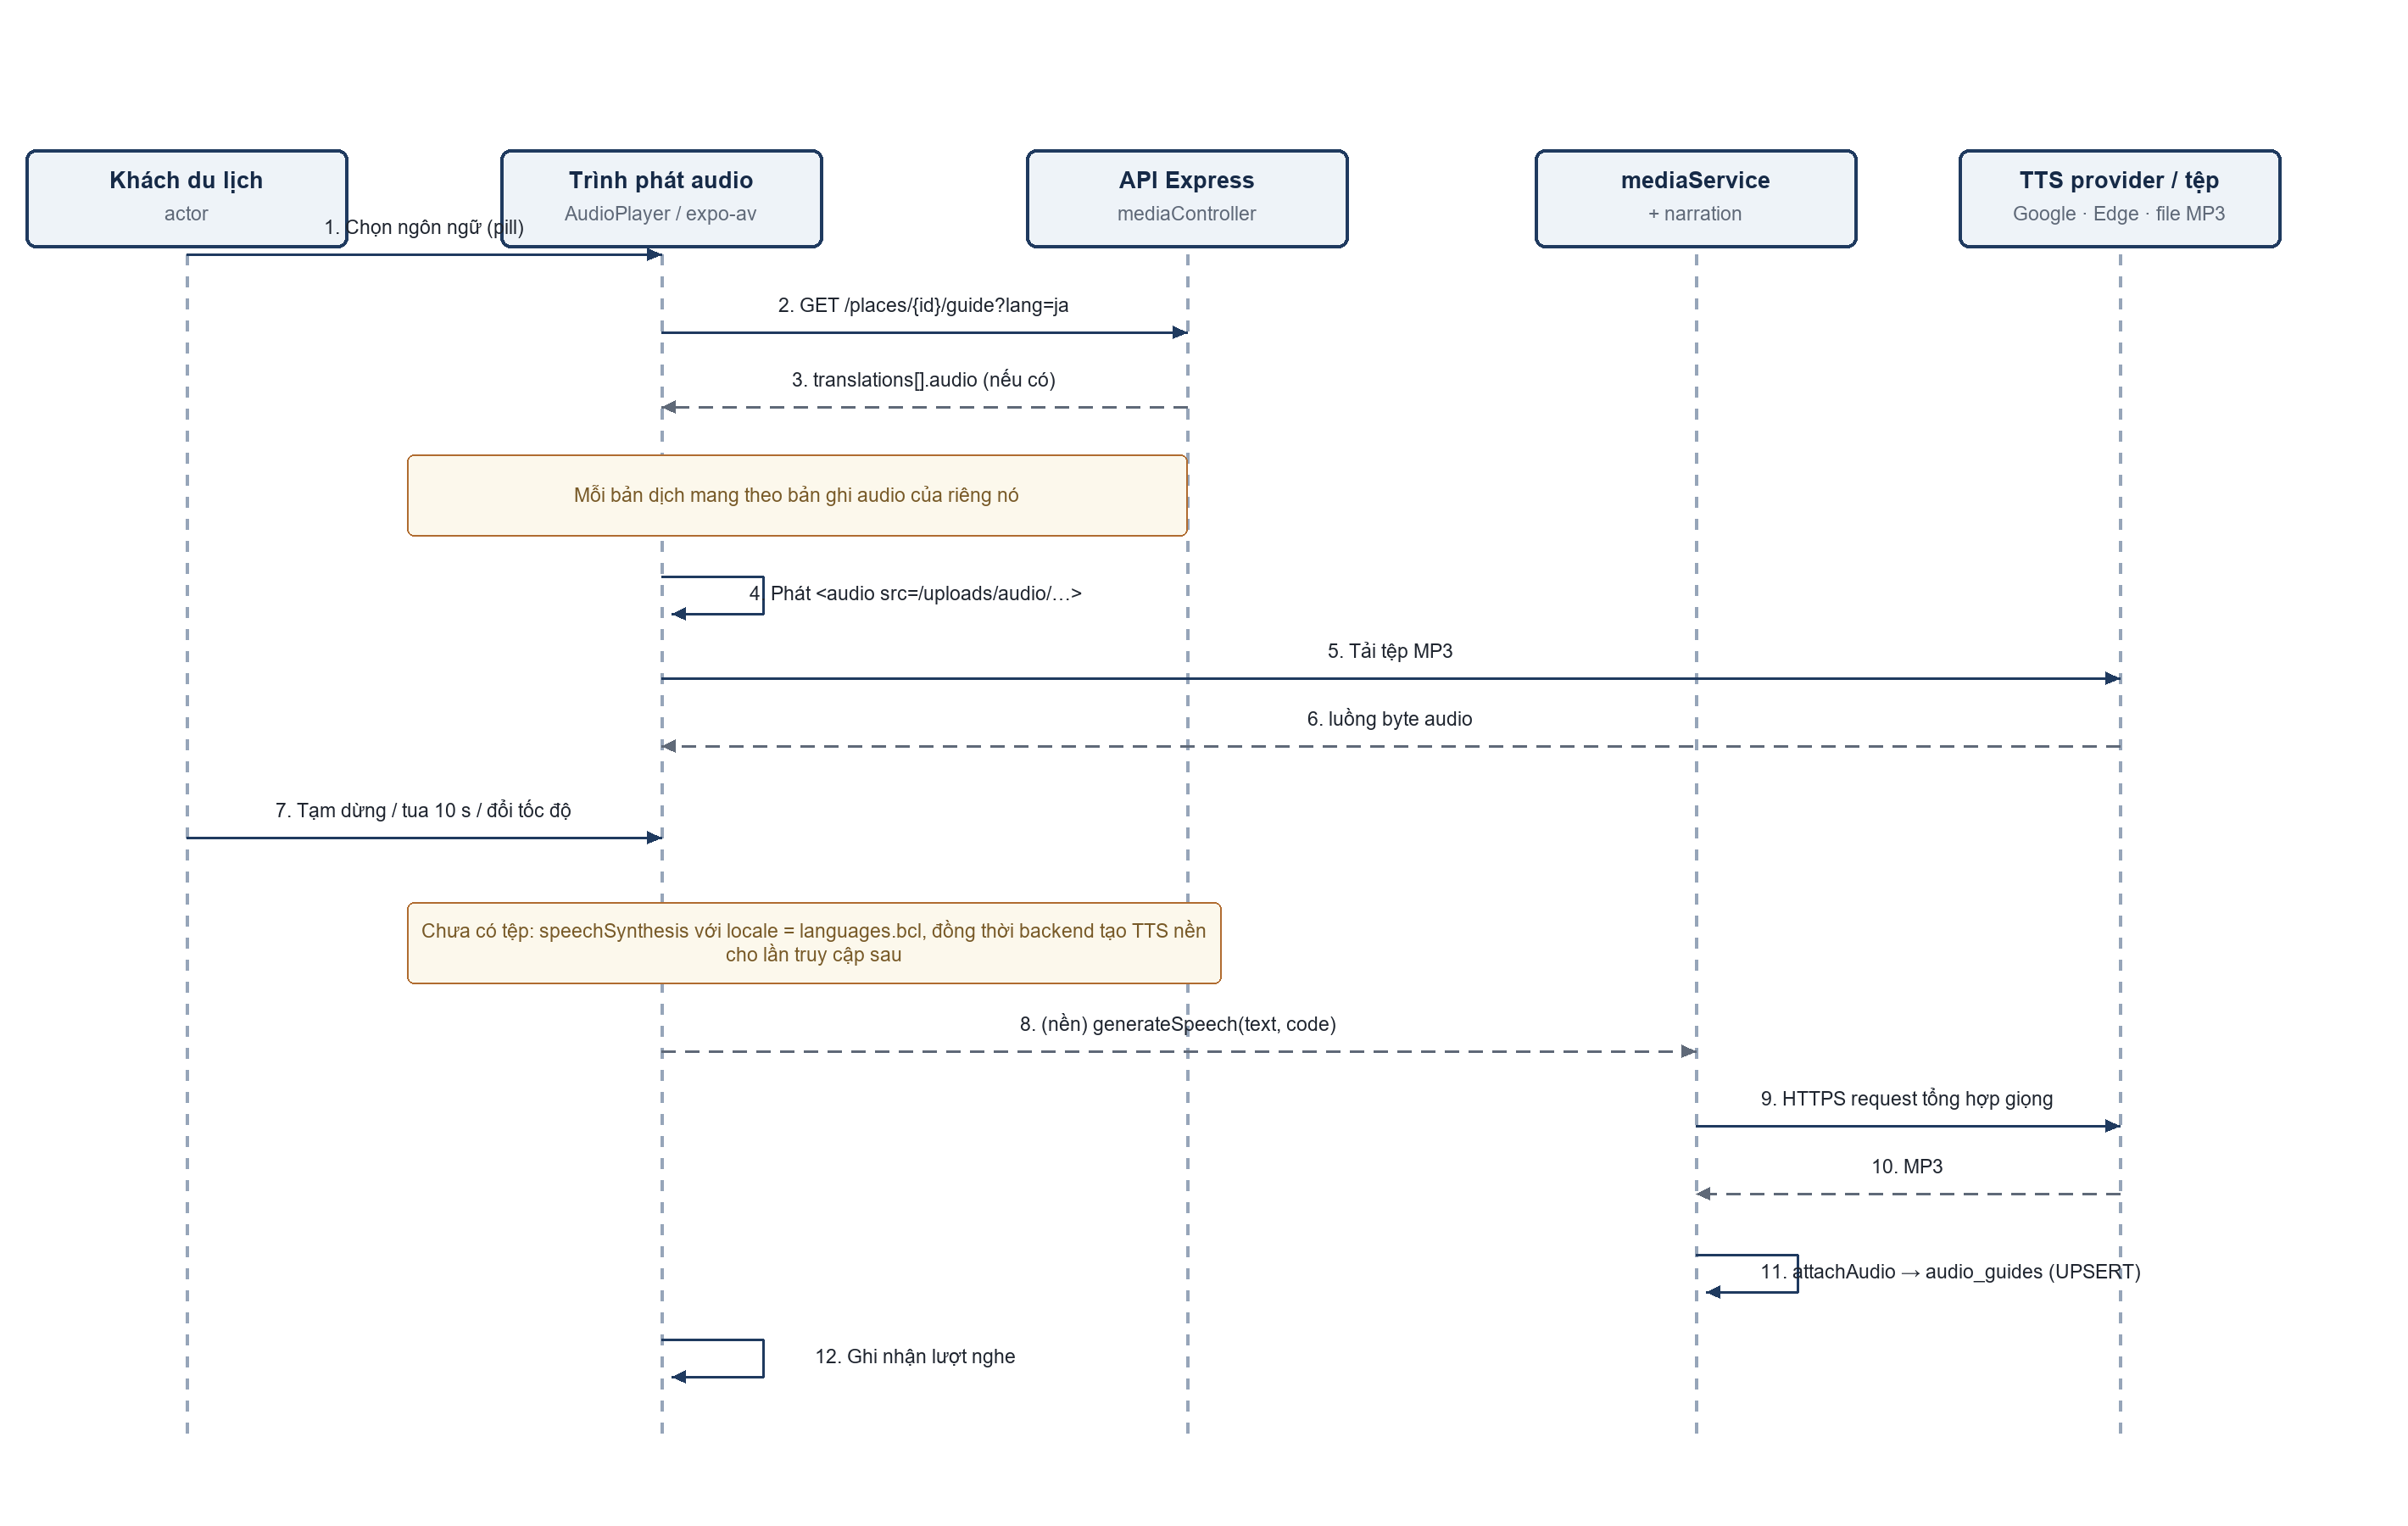 Khách du lịch
actor
Trình phát audio
AudioPlayer / expo-av
API Express
mediaController
mediaService
+ narration
TTS provider / tệp
Google · Edge · file MP3
1. Chọn ngôn ngữ (pill)
2. GET /places/{id}/guide?lang=ja
3. translations[].audio (nếu có)
Mỗi bản dịch mang theo bản ghi audio của riêng nó
4. Phát <audio src=/uploads/audio/…>
5. Tải tệp MP3
6. luồng byte audio
7. Tạm dừng / tua 10 s / đổi tốc độ
Chưa có tệp: speechSynthesis với locale = languages.bcl, đồng thời backend tạo TTS nền
cho lần truy cập sau
8. (nền) generateSpeech(text, code)
9. HTTPS request tổng hợp giọng
10. MP3
11. attachAudio → audio_guides (UPSERT)
12. Ghi nhận lượt nghe